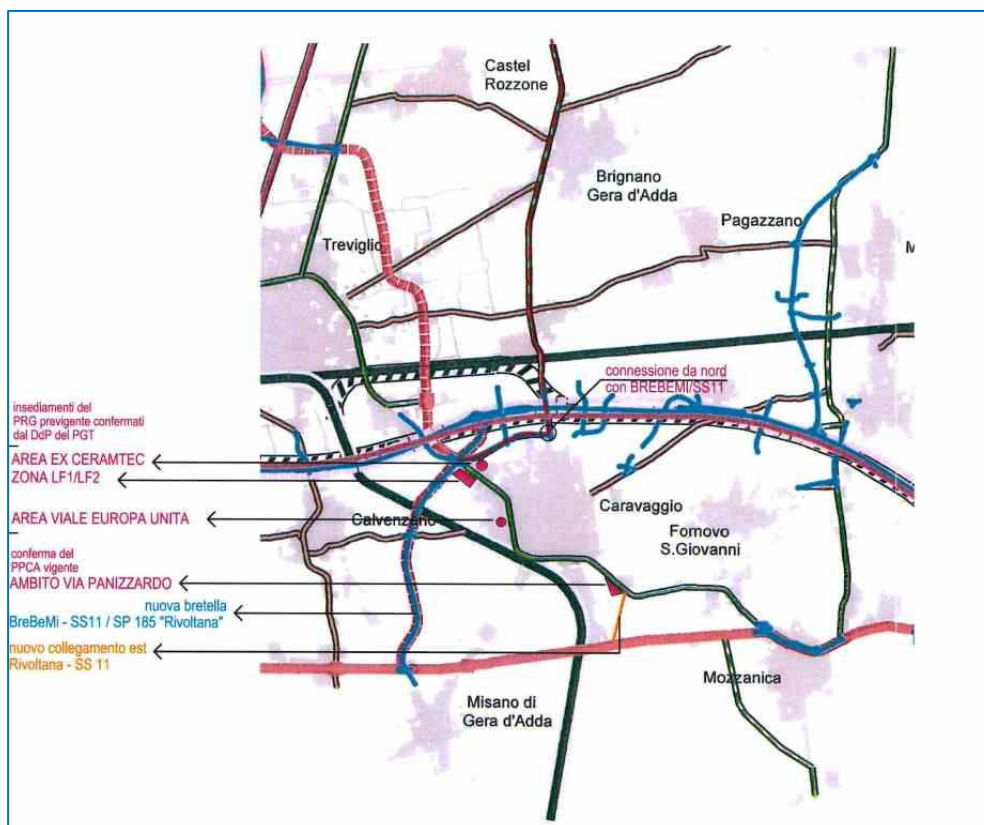 Castel
Rozzone
Brignano
Gera d'Adda
Pagazzano
Treviglio
M
connessione da nord
con BREBEMI/SS11
insediamenti del
PRG previgente confermati
dal DdP del PGT
AREA EX CERAMTEC
ZONA LF1/LF2
AREA VIALE EUROPA UNITA
Calvenzano
Caravaggio
Fornovo
S.Giovanni
conferma del
PPCA vigente
AMBITO VIA PANIZZARDO
nuova bretella
BreBeMi - SS11 / SP 185 "Rivoltana"
nuovo collegamento est
Rivoltana - SS 11
Mozzanica
Misano di
Gera d'Adda